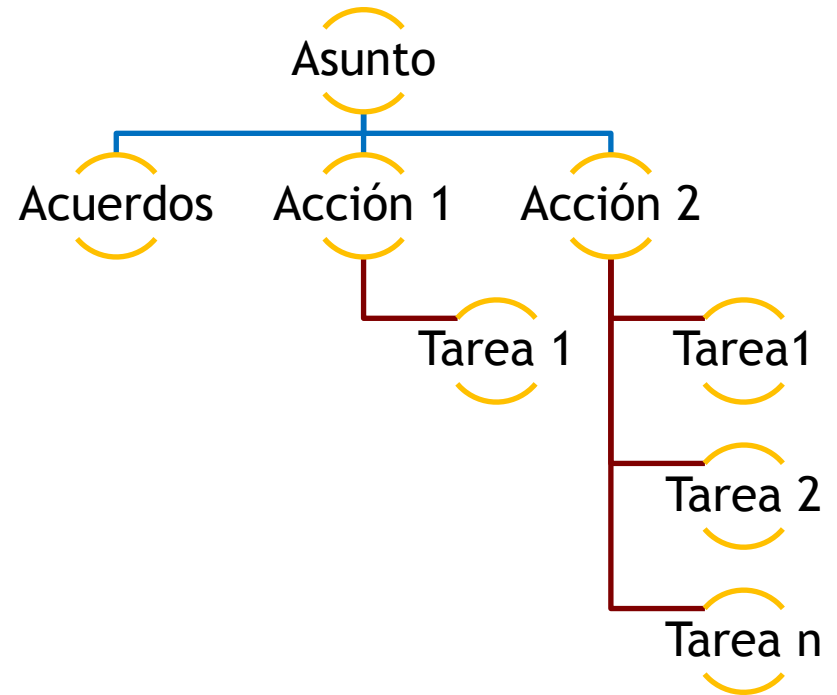 Asunto
Acuerdos
Acción 1
Acción 2
Tarea 1
Tarea1
Tarea 2
Tarea n